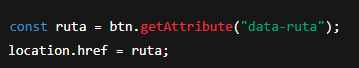 const ruta = btn.getAttribute("data-ruta");
location.href = ruta;